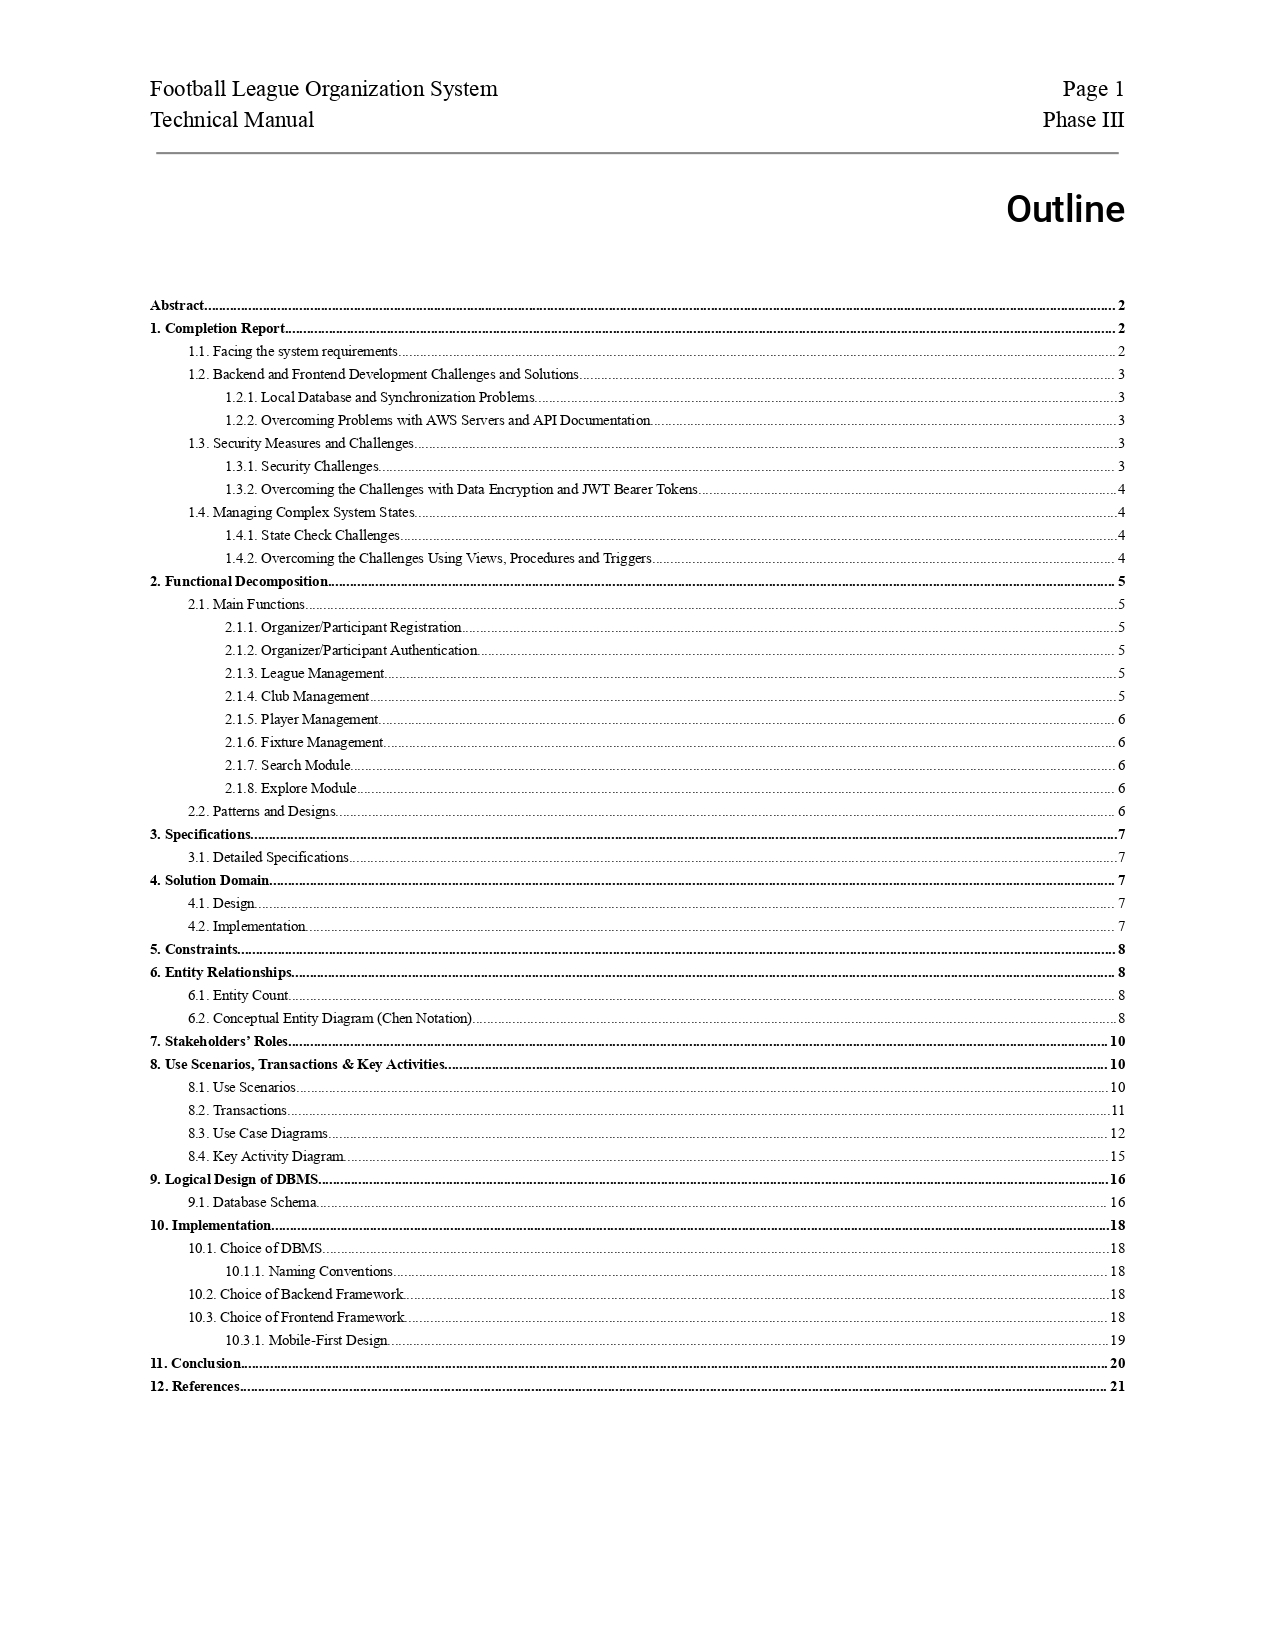 Football League Organization System Page 1
Technical Manual Phase III
Outline
Abstract 2
1. Completion Report 2
1.1. Facing the system requirements 2
1.2. Backend and Frontend Development Challenges and Solutions 3
1.2.1. Local Database and Synchronization Problems 3
1.2.2. Overcoming Problems with AWS Servers and API Documentation 3
1.3. Security Measures and Challenges 3
1.3.1. Security Challenges 3
1.3.2. Overcoming the Challenges with Data Encryption and JWT Bearer Tokens 4
1.4. Managing Complex System States 4
1.4.1. State Check Challenges 4
1.4.2. Overcoming the Challenges Using Views, Procedures and Triggers 4
2. Functional Decomposition 5
2.1. Main Functions 5
2.1.1. Organizer/Participant Registration 5
2.1.2. Organizer/Participant Authentication 5
2.1.3. League Management 5
2.1.4. Club Management 5
2.1.5. Player Management 6
2.1.6. Fixture Management 6
2.1.7. Search Module 6
2.1.8. Explore Module 6
2.2. Patterns and Designs 6
3. Specifications 7
3.1. Detailed Specifications 7
4. Solution Domain 7
4.1. Design 7
4.2. Implementation 7
5. Constraints 8
6. Entity Relationships 8
6.1. Entity Count 8
6.2. Conceptual Entity Diagram (Chen Notation) 8
7. Stakeholders’ Roles 10
8. Use Scenarios, Transactions & Key Activities 10
8.1. Use Scenarios 10
8.2. Transactions 11
8.3. Use Case Diagrams 12
8.4. Key Activity Diagram 15
9. Logical Design of DBMS 16
9.1. Database Schema 16
10. Implementation 18
10.1. Choice of DBMS 18
10.1.1. Naming Conventions 18
10.2. Choice of Backend Framework 18
10.3. Choice of Frontend Framework 18
10.3.1. Mobile-First Design 19
11. Conclusion 20
12. References 21